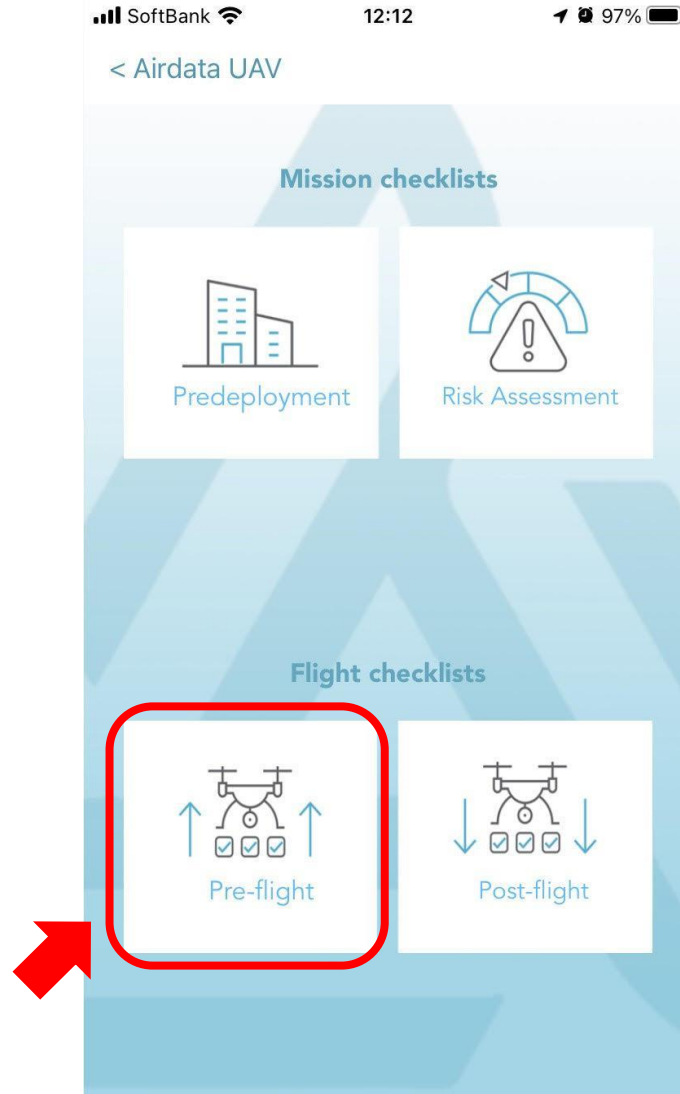 SoftBank 12:12 97%
< Airdata UAV
Mission checklists
Predeployment Risk Assessment
Flight checklists
Pre-flight Post-flight